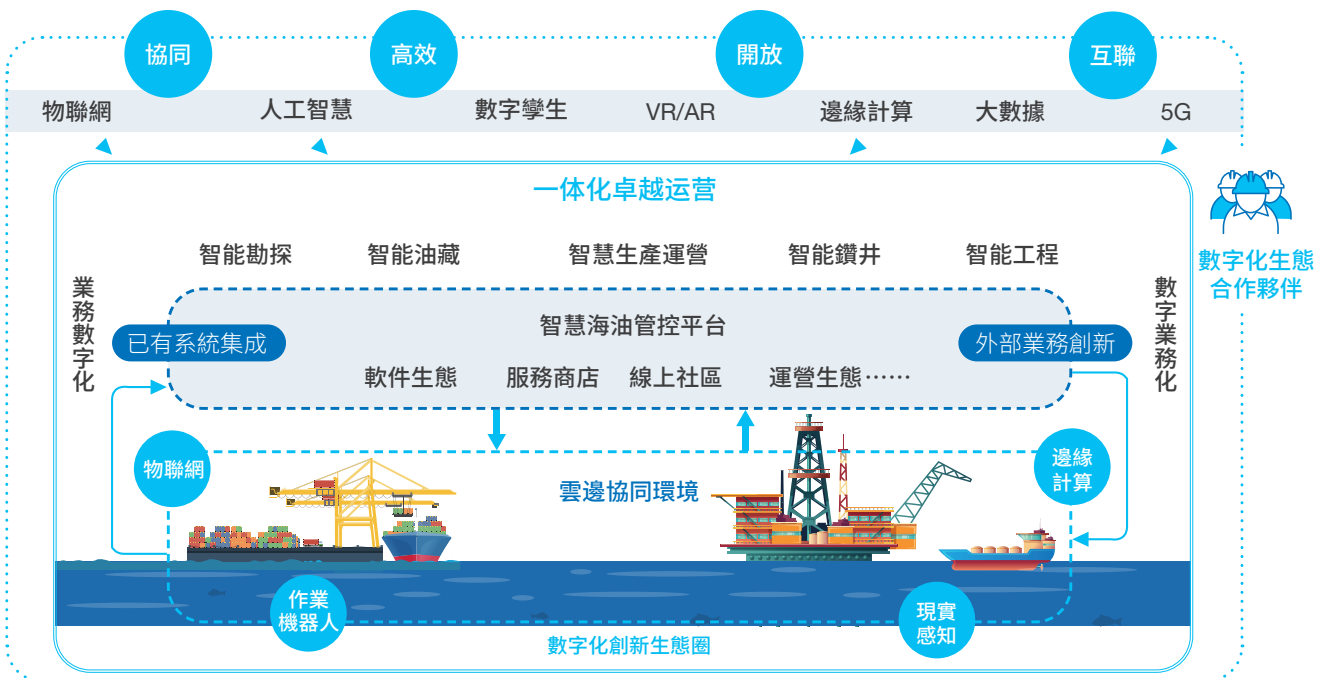 協同
高效
開放
互聯
物聯網
人工智慧
數字孿生
VR/AR
邊緣計算
大數據
5G
一体化卓越运营
智能勘探
智能油藏
智慧生產運營
智能鑽井
智能工程
數字化生態
合作夥伴
業務數字化
數字業務化
智慧海油管控平台
已有系統集成
外部業務創新
軟件生態
服務商店
線上社區
運營生態……
物聯網
雲邊協同環境
邊緣
計算
作業
機器人
現實
感知
數字化創新生態圈